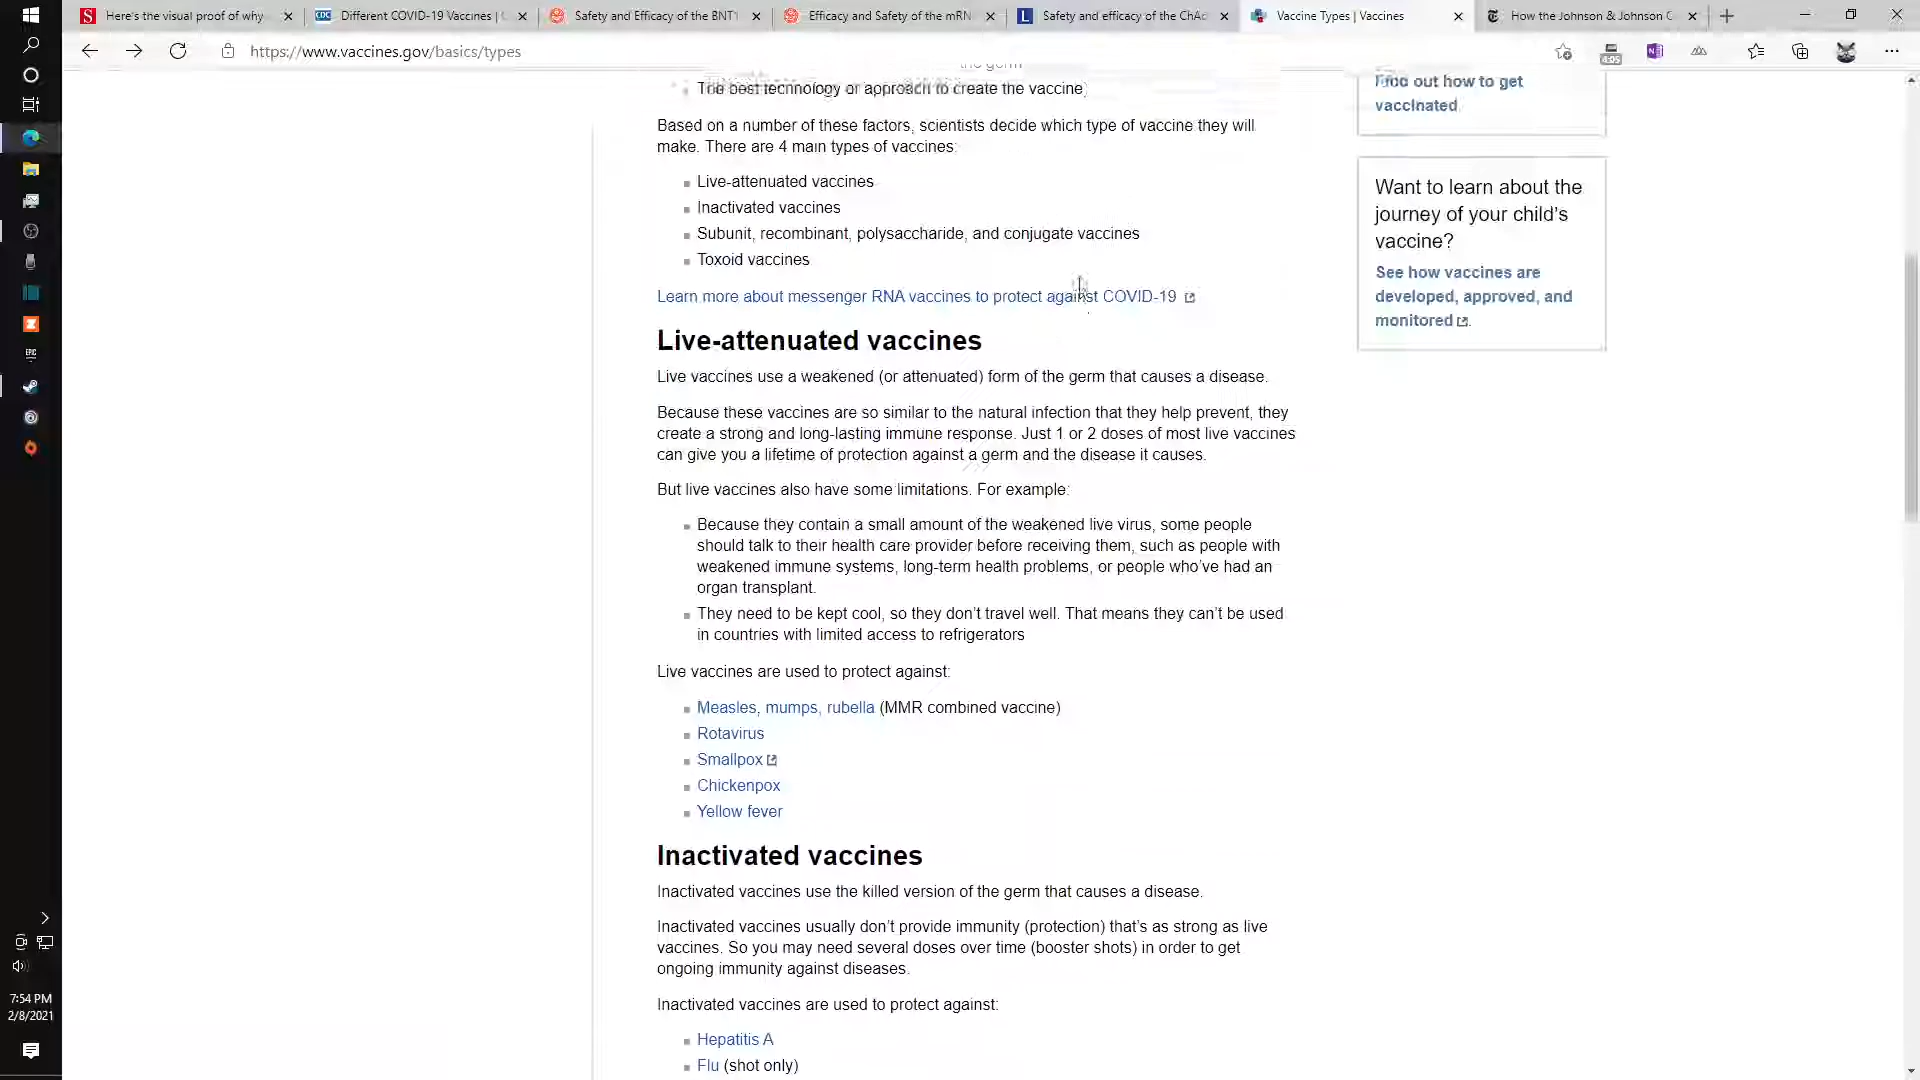 Here's the visual proof of why
Different COVID-19 Vaccines |
Safety and Efficacy of the BNT1
Efficacy and Safety of the mRN
Safety and efficacy of the ChAc
Vaccine Types | Vaccines
How the Johnson & Johnson C
https://www.vaccines.gov/basics/types
4:05
the germ
The best technology or approach to create the vaccine
Based on a number of these factors, scientists decide which type of vaccine they will
make. There are 4 main types of vaccines:
Live-attenuated vaccines
Inactivated vaccines
Subunit, recombinant, polysaccharide, and conjugate vaccines
Toxoid vaccines
Learn more about messenger RNA vaccines to protect against COVID-19
Live-attenuated vaccines
Live vaccines use a weakened (or attenuated) form of the germ that causes a disease.
Because these vaccines are so similar to the natural infection that they help prevent, they
create a strong and long-lasting immune response. Just 1 or 2 doses of most live vaccines
can give you a lifetime of protection against a germ and the disease it causes.
But live vaccines also have some limitations. For example:
Because they contain a small amount of the weakened live virus, some people
should talk to their health care provider before receiving them, such as people with
weakened immune systems, long-term health problems, or people who've had an
organ transplant.
They need to be kept cool, so they don't travel well. That means they can't be used
in countries with limited access to refrigerators
Live vaccines are used to protect against:
Measles, mumps, rubella (MMR combined vaccine)
Rotavirus
Smallpox
Chickenpox
Yellow fever
Inactivated vaccines
Inactivated vaccines use the killed version of the germ that causes a disease.
Inactivated vaccines usually don't provide immunity (protection) that's as strong as live
vaccines. So you may need several doses over time (booster shots) in order to get
ongoing immunity against diseases.
Inactivated vaccines are used to protect against:
Hepatitis A
Flu (shot only)
Find out how to get
vaccinated
Want to learn about the
journey of your child's
vaccine?
See how vaccines are
developed, approved, and
monitored.
EPIC
7:54 PM
2/8/2021